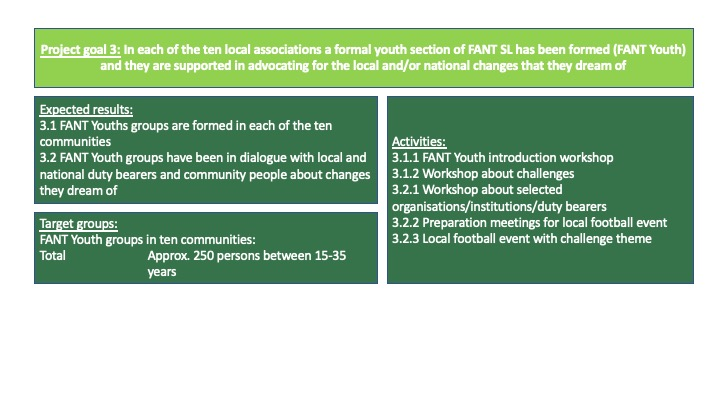 Project goal 3: In each of the ten local associations a formal youth section of FANT SL has been formed (FANT Youth)
and they are supported in advocating for the local and/or national changes that they dream of
Expected results:
3.1 FANT Youths groups are formed in each of the ten
communities
3.2 FANT Youth groups have been in dialogue with local and
national duty bearers and community people about changes
they dream of
Target groups:
FANT Youth groups in ten communities:
Total Approx. 250 persons between 15-35
years
Activities:
3.1.1 FANT Youth introduction workshop
3.1.2 Workshop about challenges
3.2.1 Workshop about selected
organisations/institutions/duty bearers
3.2.2 Preparation meetings for local football event
3.2.3 Local football event with challenge theme